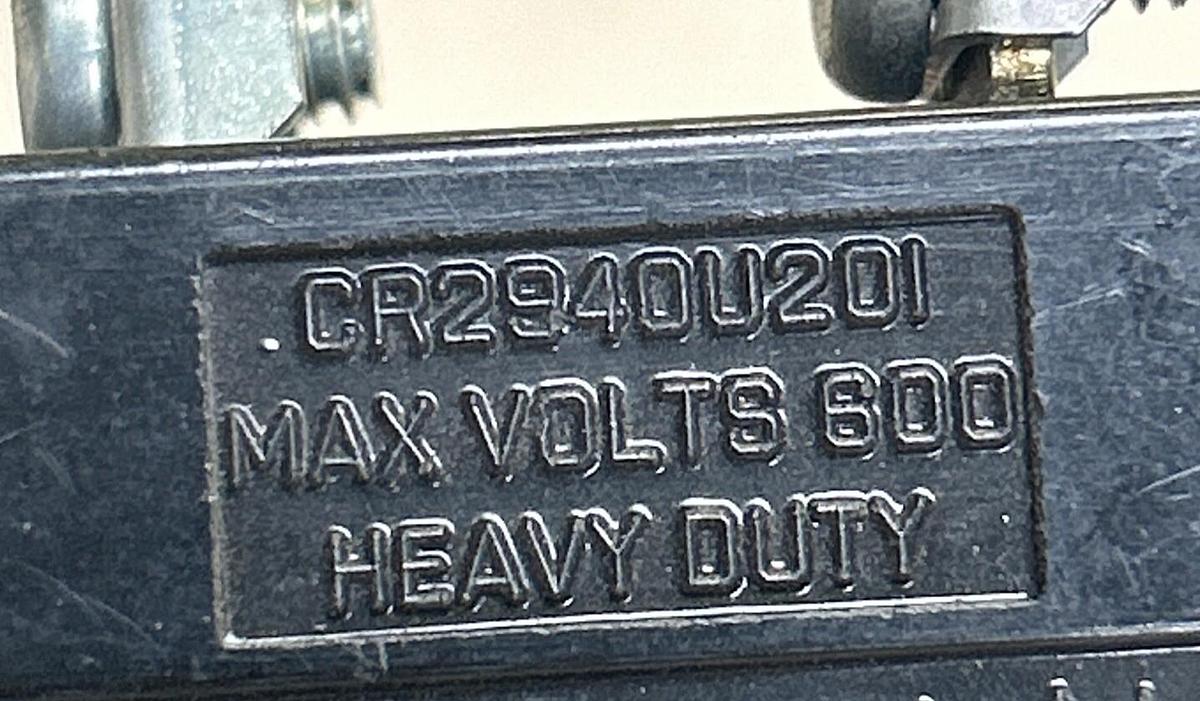 CR2940U201
MAX VOLTS 600
HEAVY DUTY